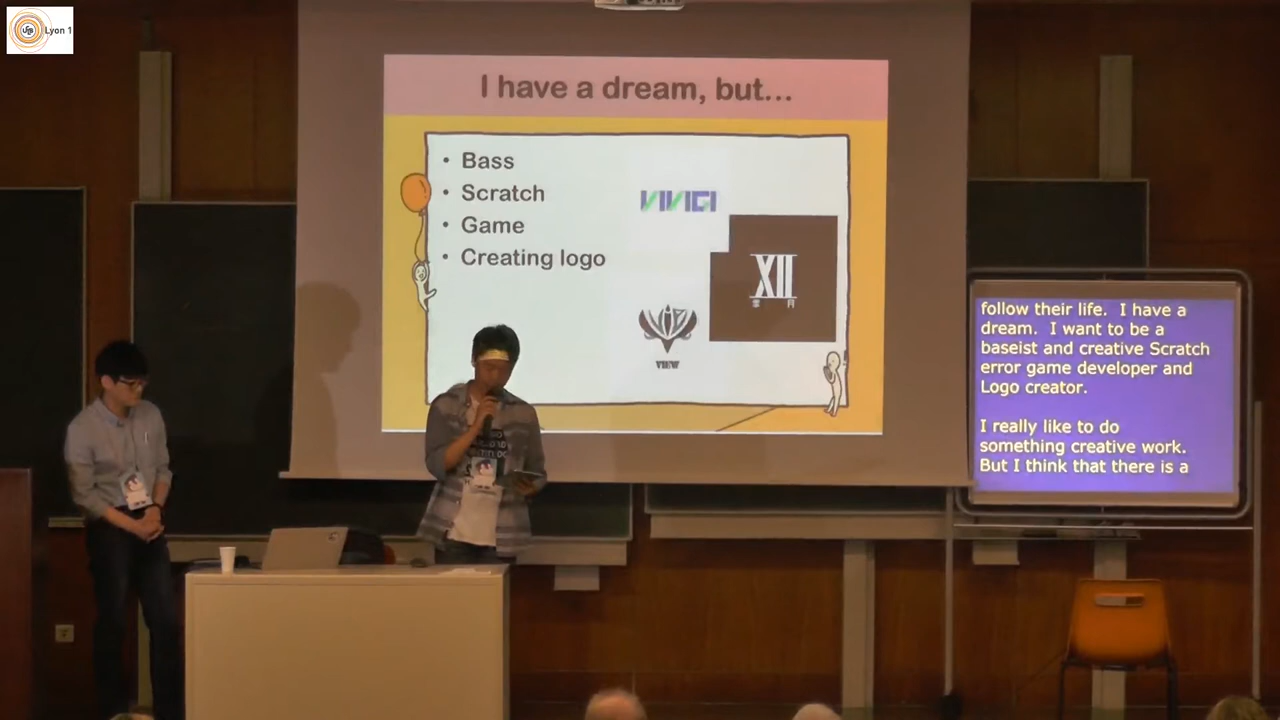 Lyon 1
I have a dream, but...
• Bass
• Scratch
• Game
• Creating logo
VIVIGI
XII
VIEW
follow their life. I have a
dream. I want to be a
baseist and creative Scratch
error game developer and
Logo creator.
I really like to do
something creative work.
But I think that there is a